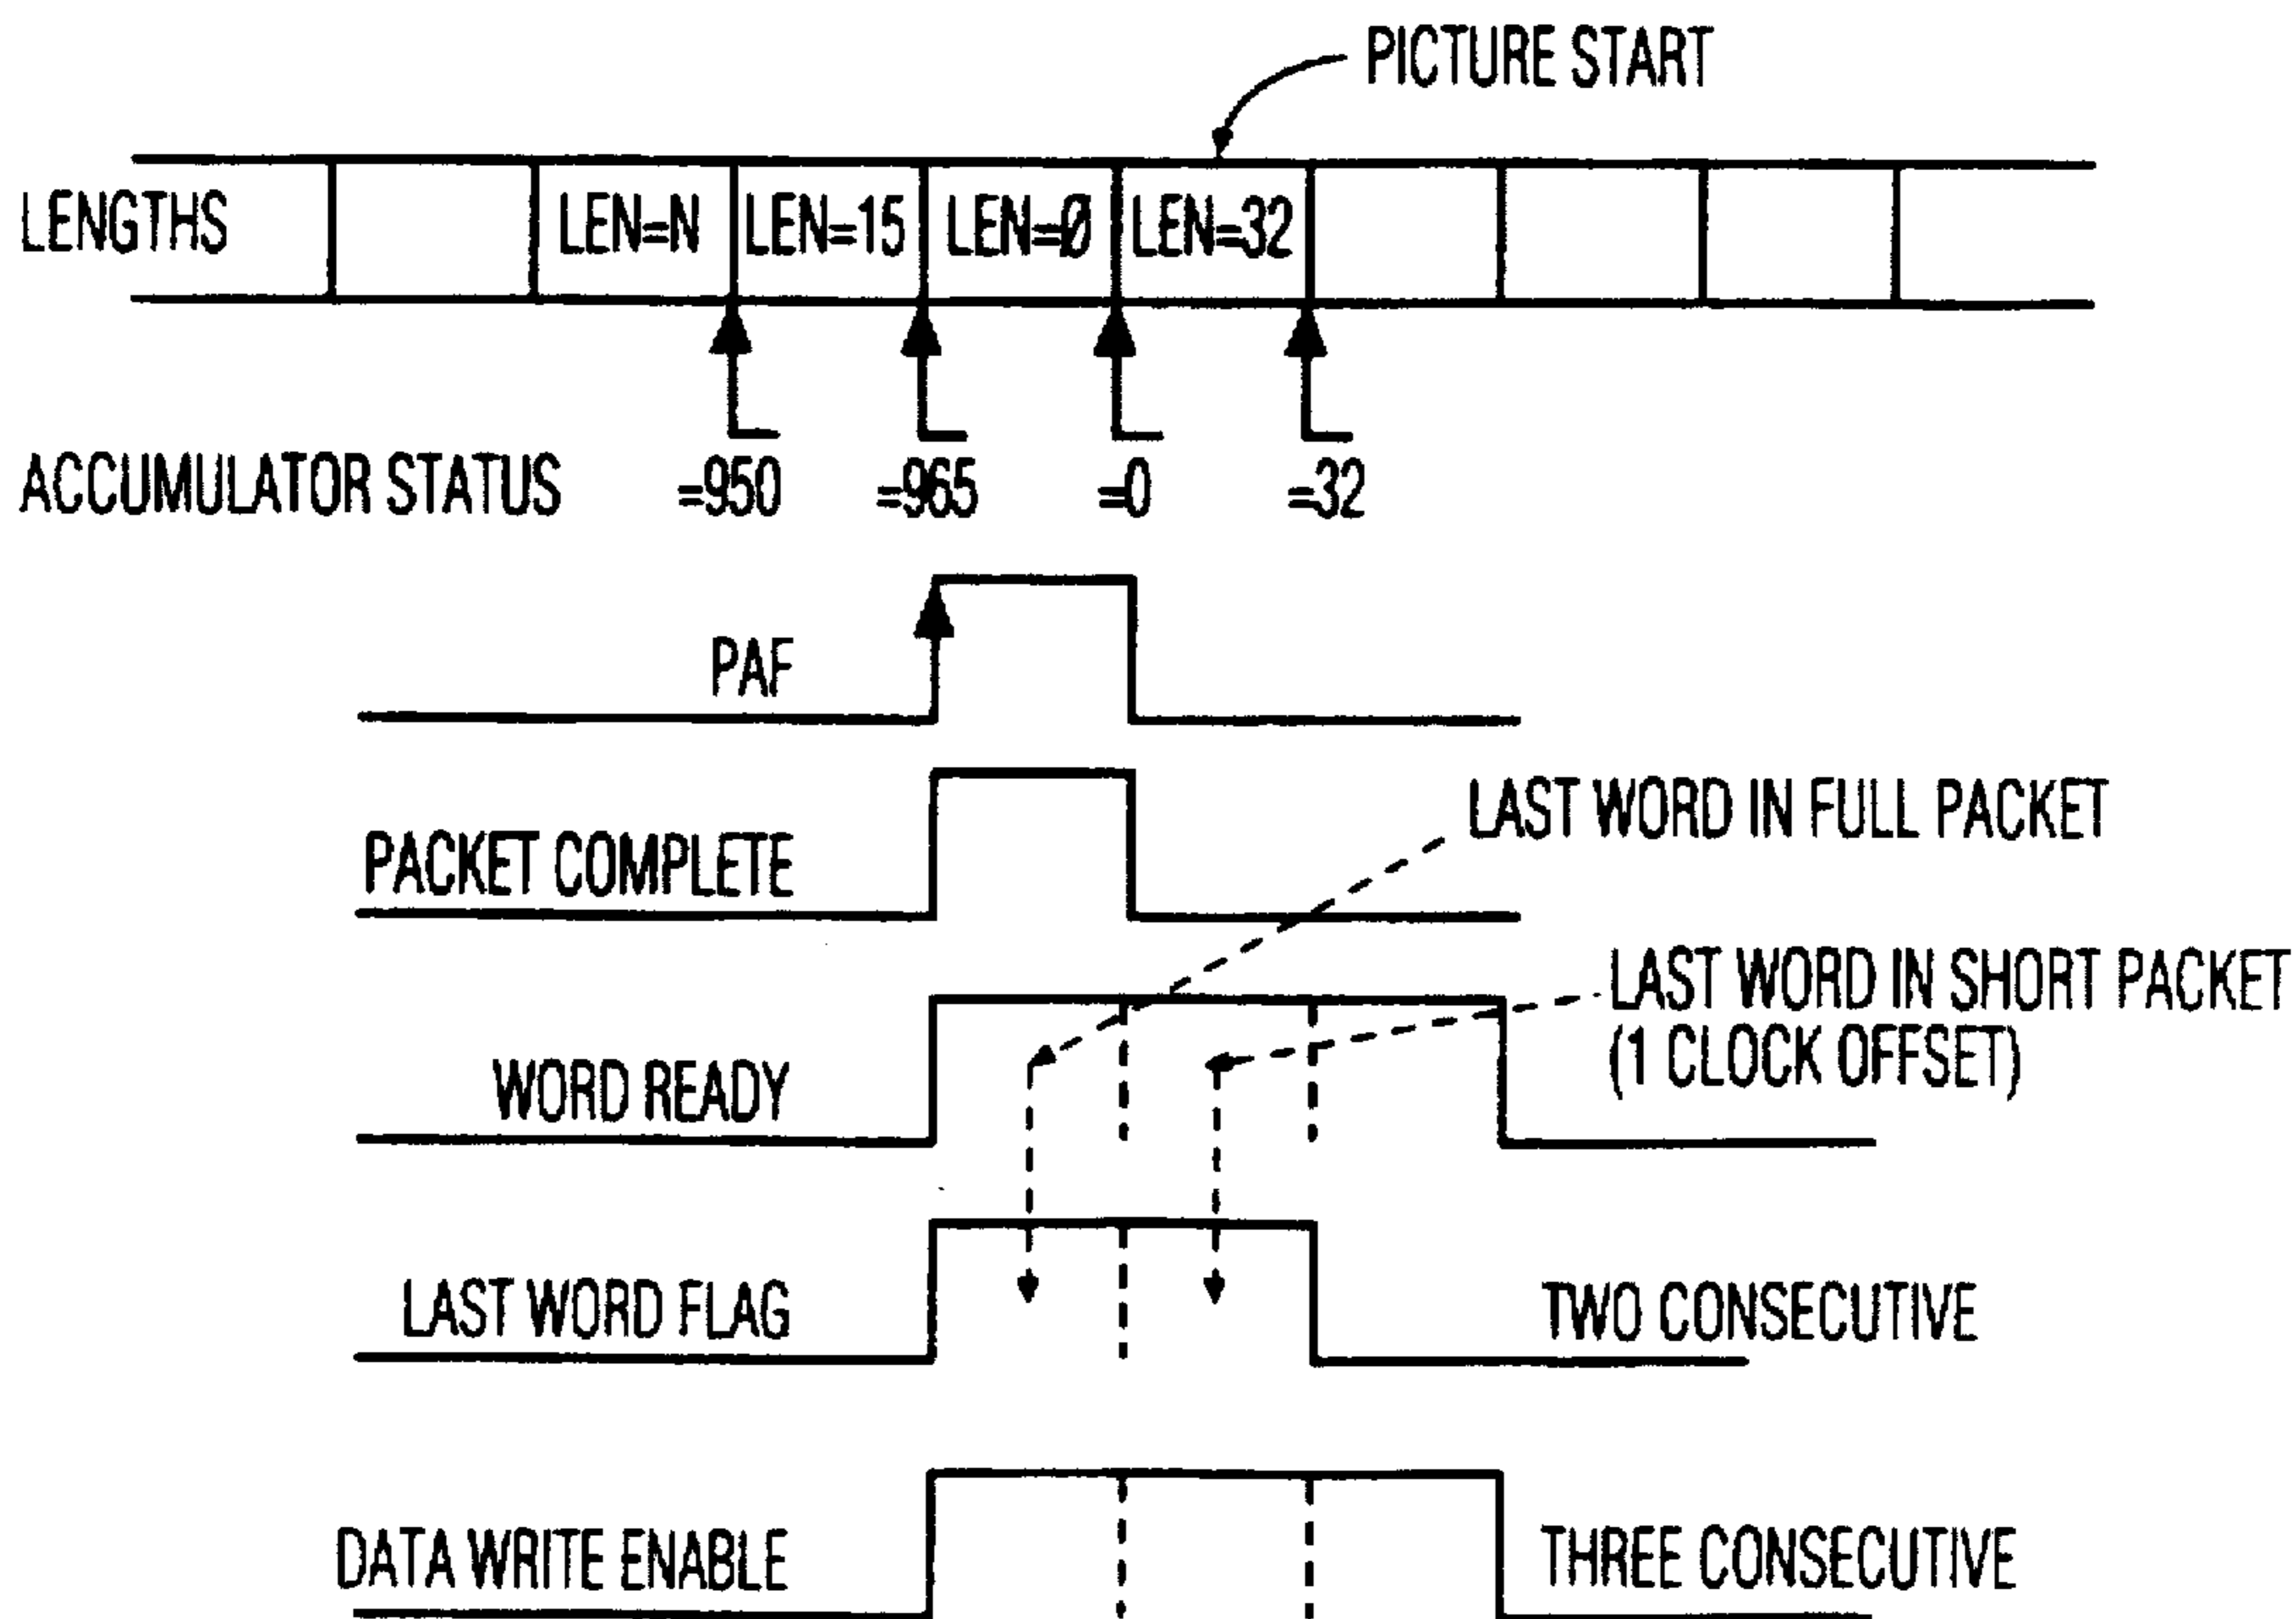 PICTURE START
LENGTHS LEN=N LEN=15 LEN=Ø LEN=32
ACCUMULATOR STATUS =950 =965 =0 =32
PAF
PACKET COMPLETE
LAST WORD IN FULL PACKET
LAST WORD IN SHORT PACKET
(1 CLOCK OFFSET)
WORD READY
LAST WORD FLAG
TWO CONSECUTIVE
DATA WRITE ENABLE
THREE CONSECUTIVE